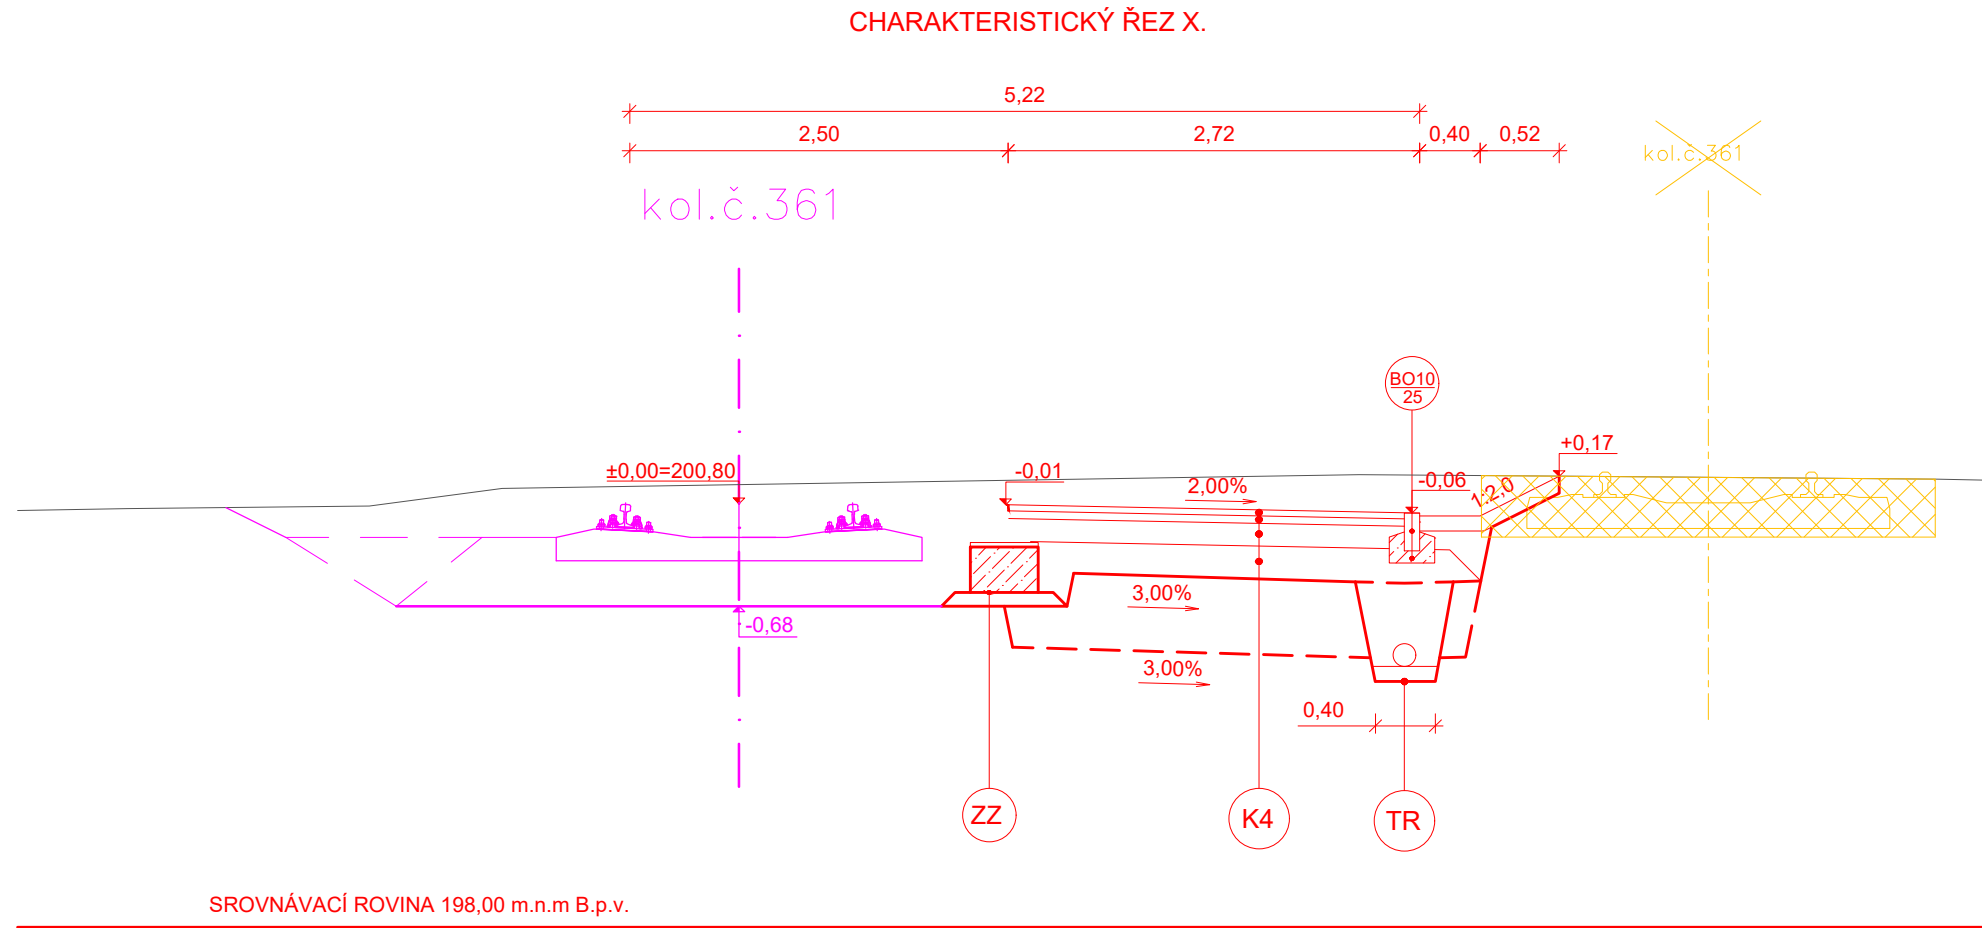 CHARAKTERISTICKÝ ŘEZ X.
5,22
2,50
2,72
0,40
0,52
kol.č.361
kol.č.361
BO10
25
±0,00=200,80
-0,01
2,00%
-0,06
1:2,0
+0,17
3,00%
-0,68
3,00%
0,40
ZZ
K4
TR
SROVNÁVACÍ ROVINA 198,00 m.n.m B.p.v.